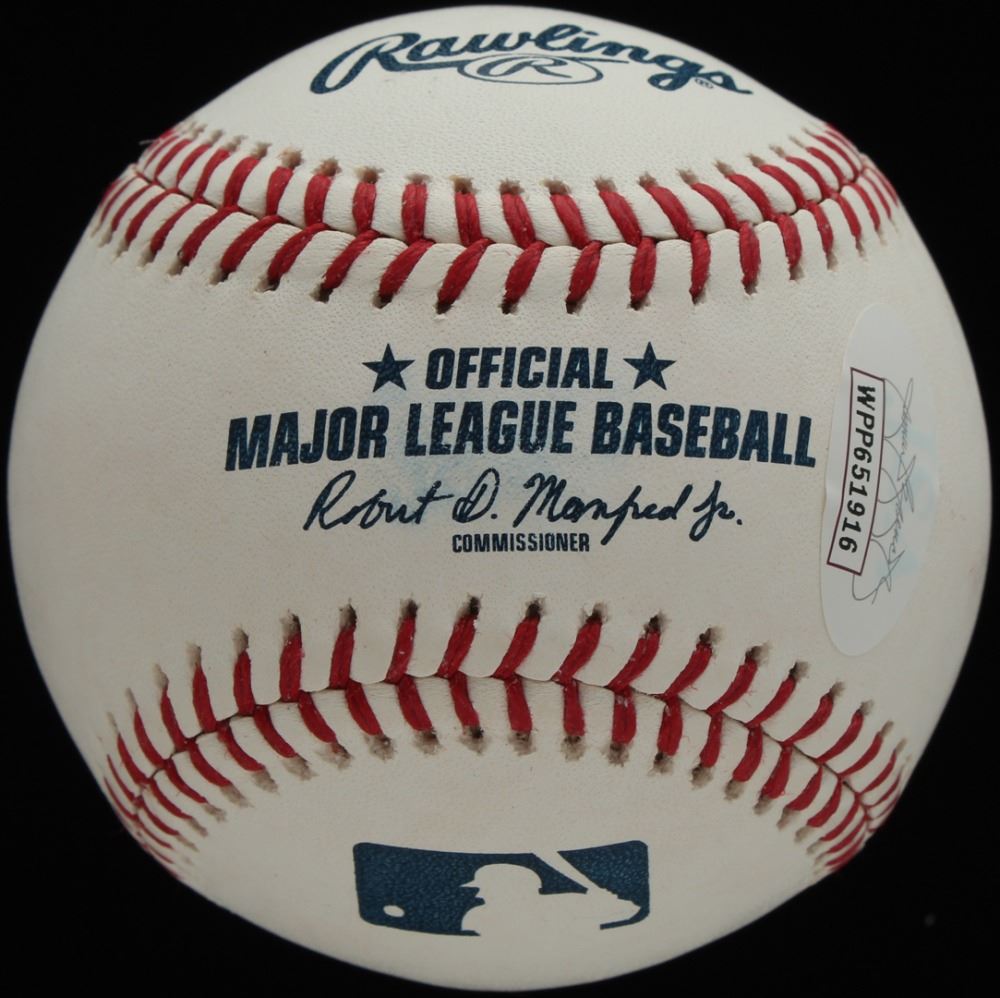 Rawlings
R
®
★ OFFICIAL ★
MAJOR LEAGUE BASEBALL
Robert D. Manfred Jr.
COMMISSIONER
WPP651916